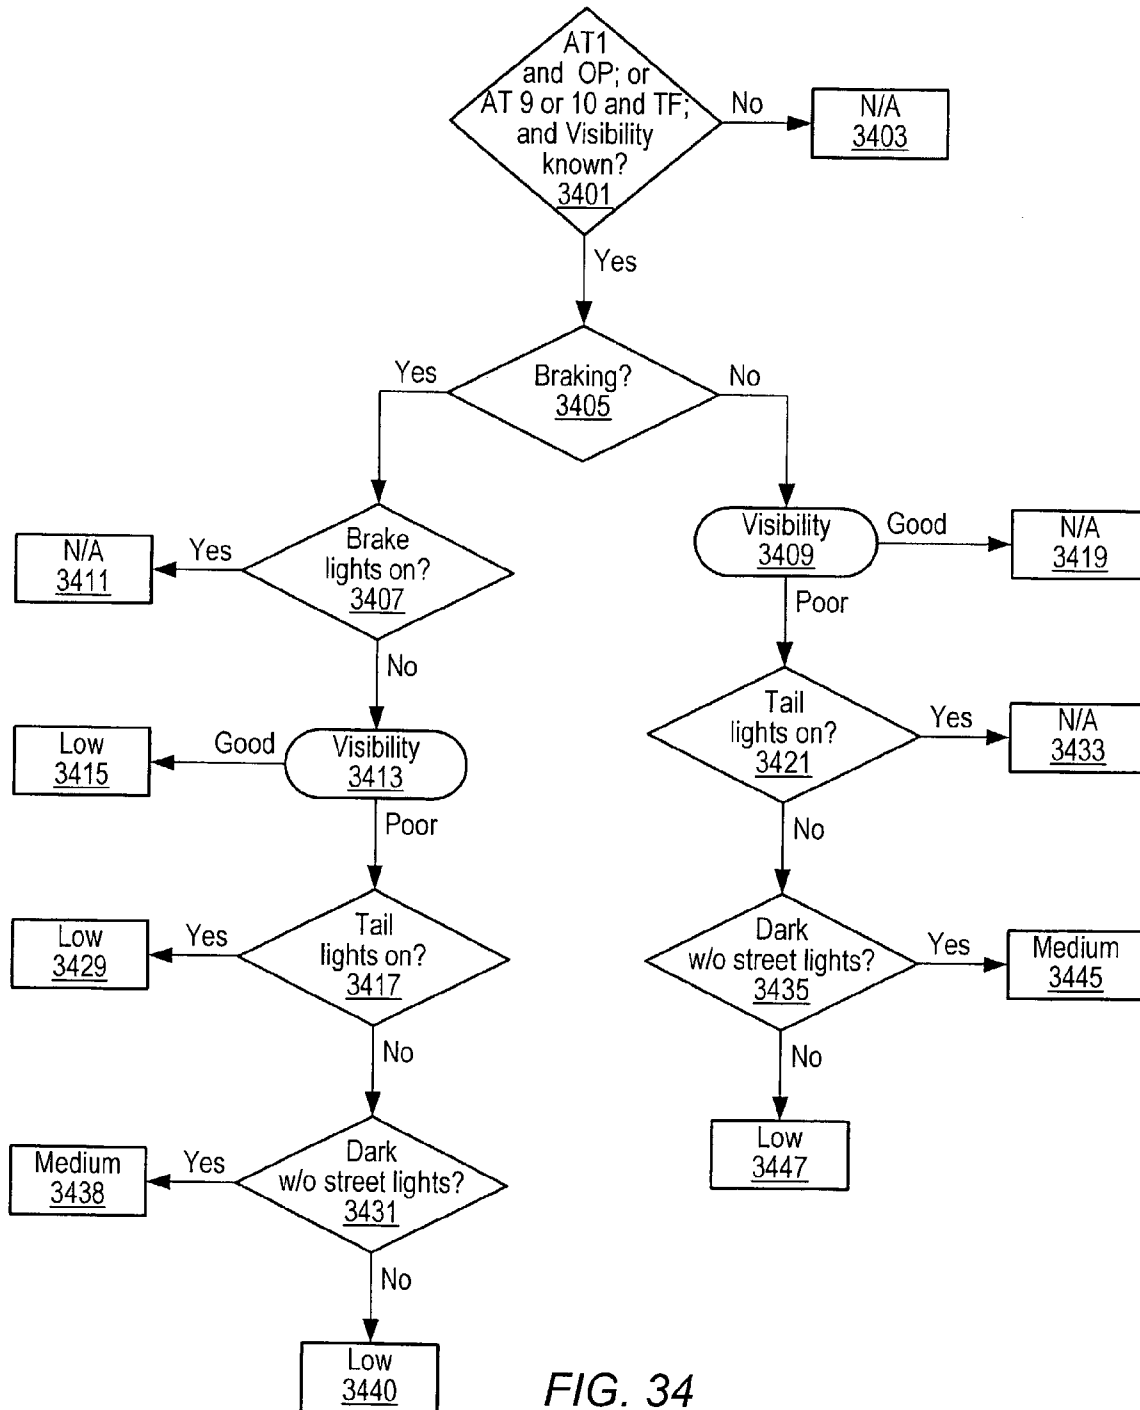 AT1
and OP; or
AT 9 or 10 and TF;
and Visibility
known?
3401
No
N/A
3403
Yes
Braking?
3405
Yes
No
Brake
lights on?
3407
Yes
N/A
3411
Visibility
3409
Good
N/A
3419
No
Poor
Visibility
3413
Good
Low
3415
Tail
lights on?
3421
Yes
N/A
3433
Poor
No
Tail
lights on?
3417
Yes
Low
3429
Dark
w/o street lights?
3435
Yes
Medium
3445
No
No
Dark
w/o street lights?
3431
Yes
Medium
3438
Low
3447
No
Low
3440
FIG. 34